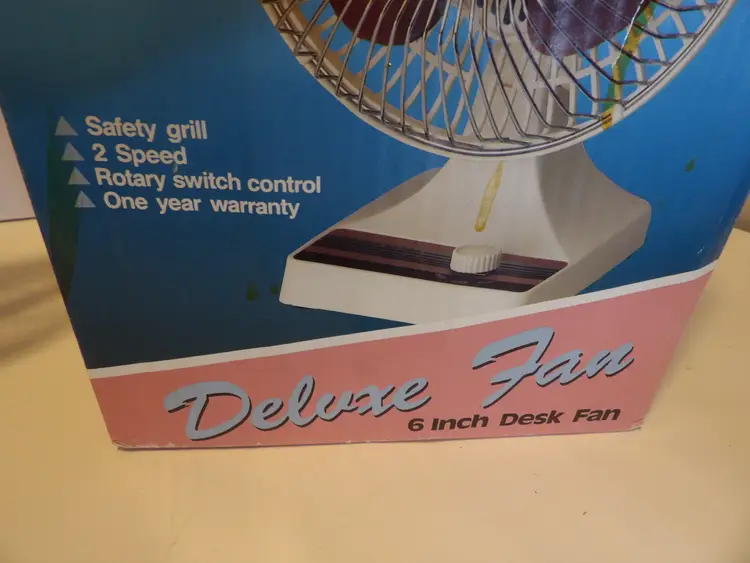 Safety grill
2 Speed
Rotary switch control
One year warranty
Deluxe Fan
6 Inch Desk Fan